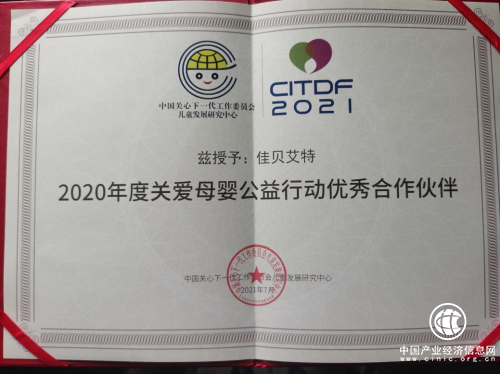 中国关心下一代工作委员会
儿童发展研究中心
CITDF
2021
兹授予：佳贝艾特
2020年度关爱母婴公益行动优秀合作伙伴
中国关心下一代工作委员会儿童发展研究中心
2021年7月
中国产业经济信息网
www.cinic.org.cn